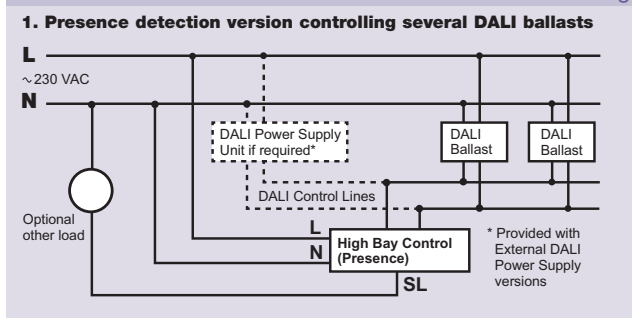 1. Presence detection version controlling several DALI ballasts
L
~230 VAC
N
DALI Power Supply
Unit if required*
DALI
Ballast
DALI
Ballast
DALI Control Lines
Optional
other load
L
N
High Bay Control
(Presence)
SL
* Provided with
External DALI
Power Supply
versions